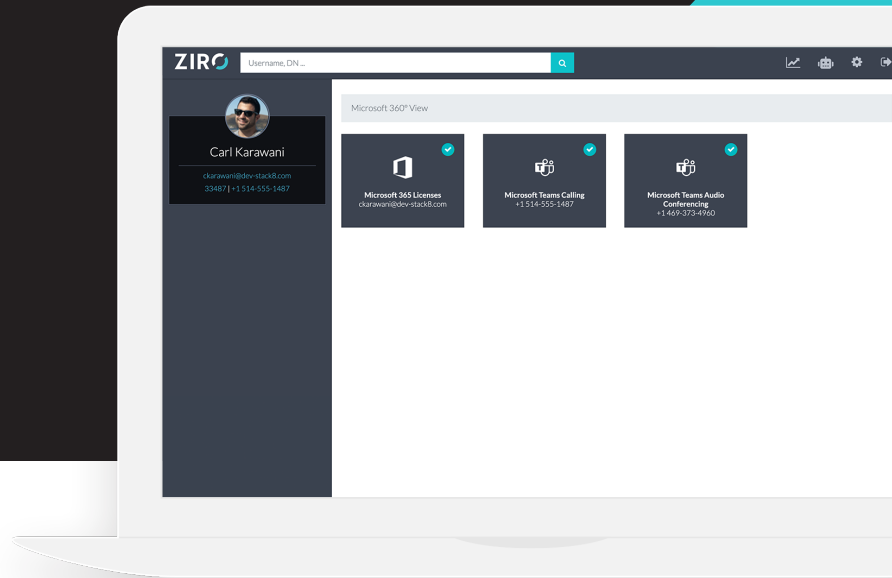 ZIRO
Username, DN ...
Carl Karawani
ckarawani@dev-stack8.com
33487 | +1 514-555-1487
Microsoft 360° View
Microsoft 365 Licenses
ckarawani@dev-stack8.com
Microsoft Teams Calling
+1 514-555-1487
Microsoft Teams Audio
Conferencing
+1 469-373-4960